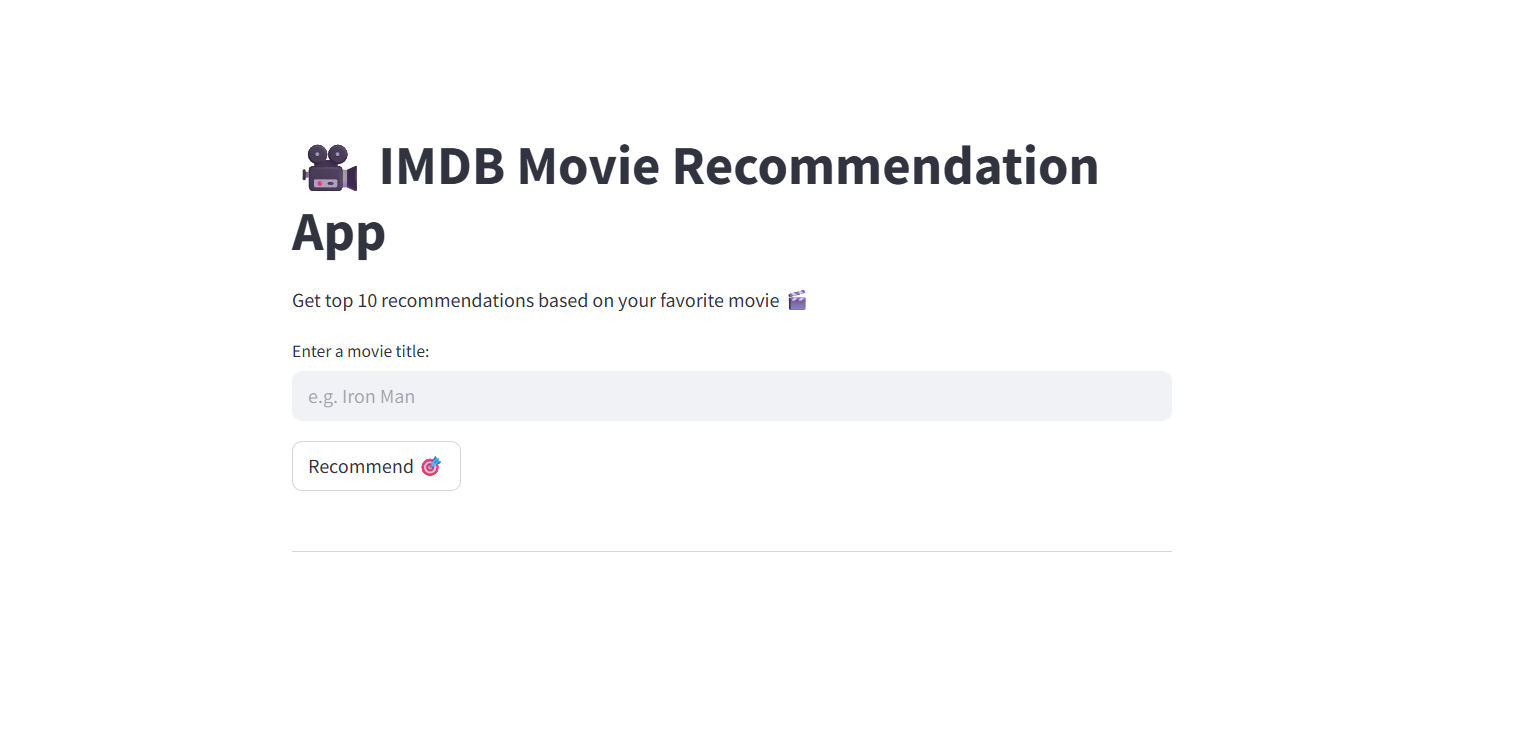 🎥 IMDB Movie Recommendation
App
Get top 10 recommendations based on your favorite movie 🎬
Enter a movie title:
e.g. Iron Man
Recommend 🎯